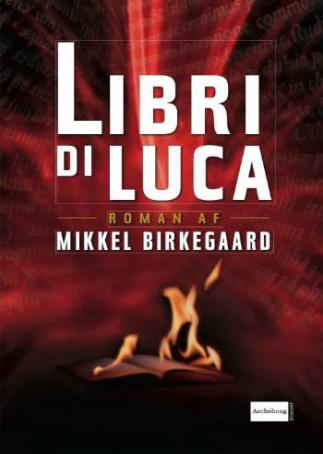 LIBRI
DI LUCA
ROMAN AF
MIKKEL BIRKEGAARD
Aschehoug